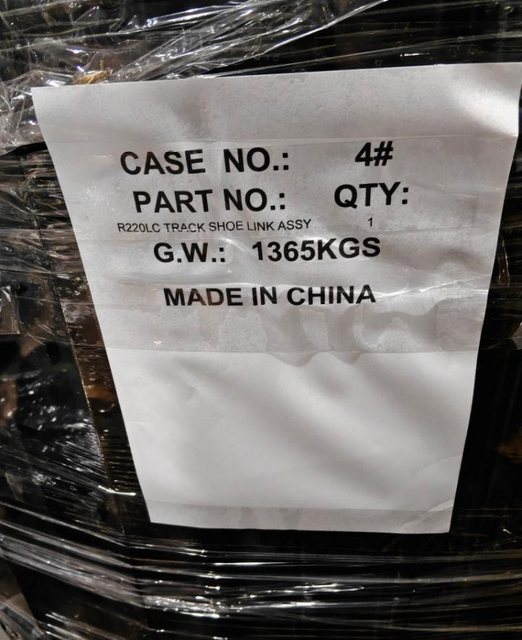 CASE NO.: 4#
PART NO.: QTY:
R220LC TRACK SHOE LINK ASSY 1
G.W.: 1365KGS
MADE IN CHINA